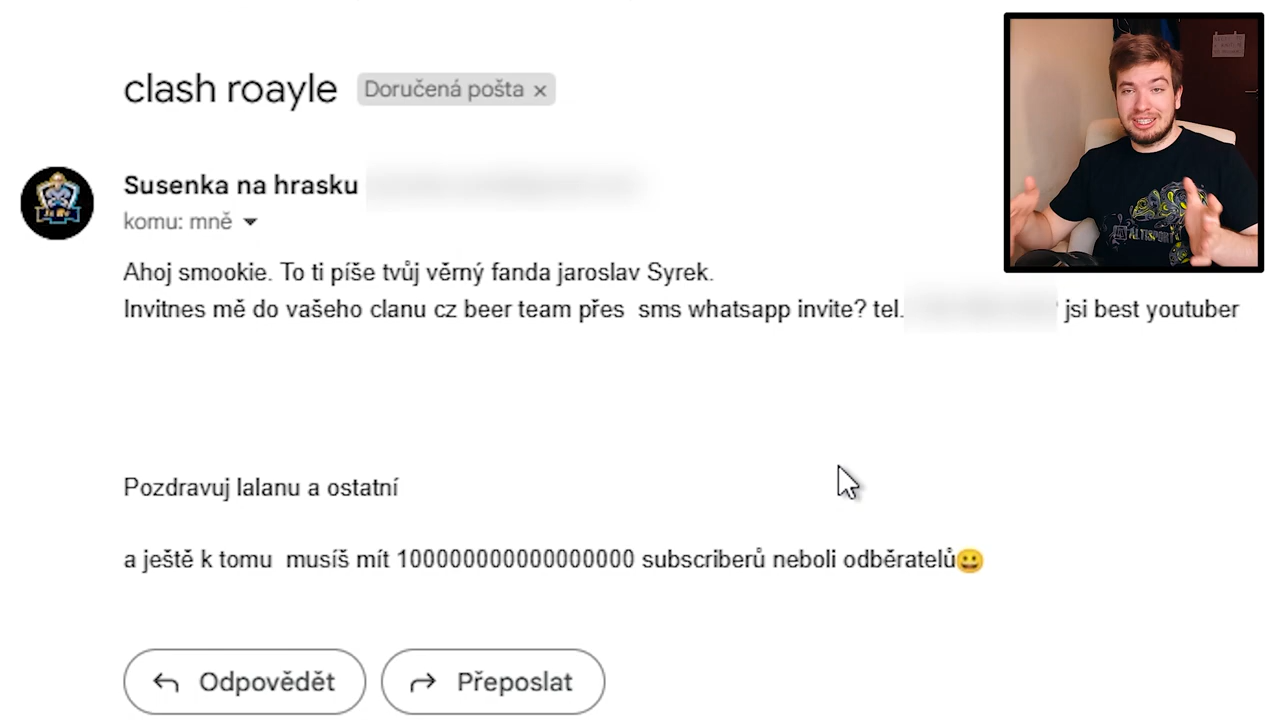 clash roayle
Doručená pošta ×
Susenka na hrasku
komu: mně
Ahoj smookie. To ti píše tvůj věrný fanda jaroslav Syrek.
Invitnes mě do vašeho clanu cz beer team přes  sms whatsapp invite? tel. jsi best youtuber
Pozdravuj lalanu a ostatní
a ještě k tomu  musíš mít 100000000000000000 subscriberů neboli odběratelů😀
Odpovědět
Přeposlat
ALTISPORT